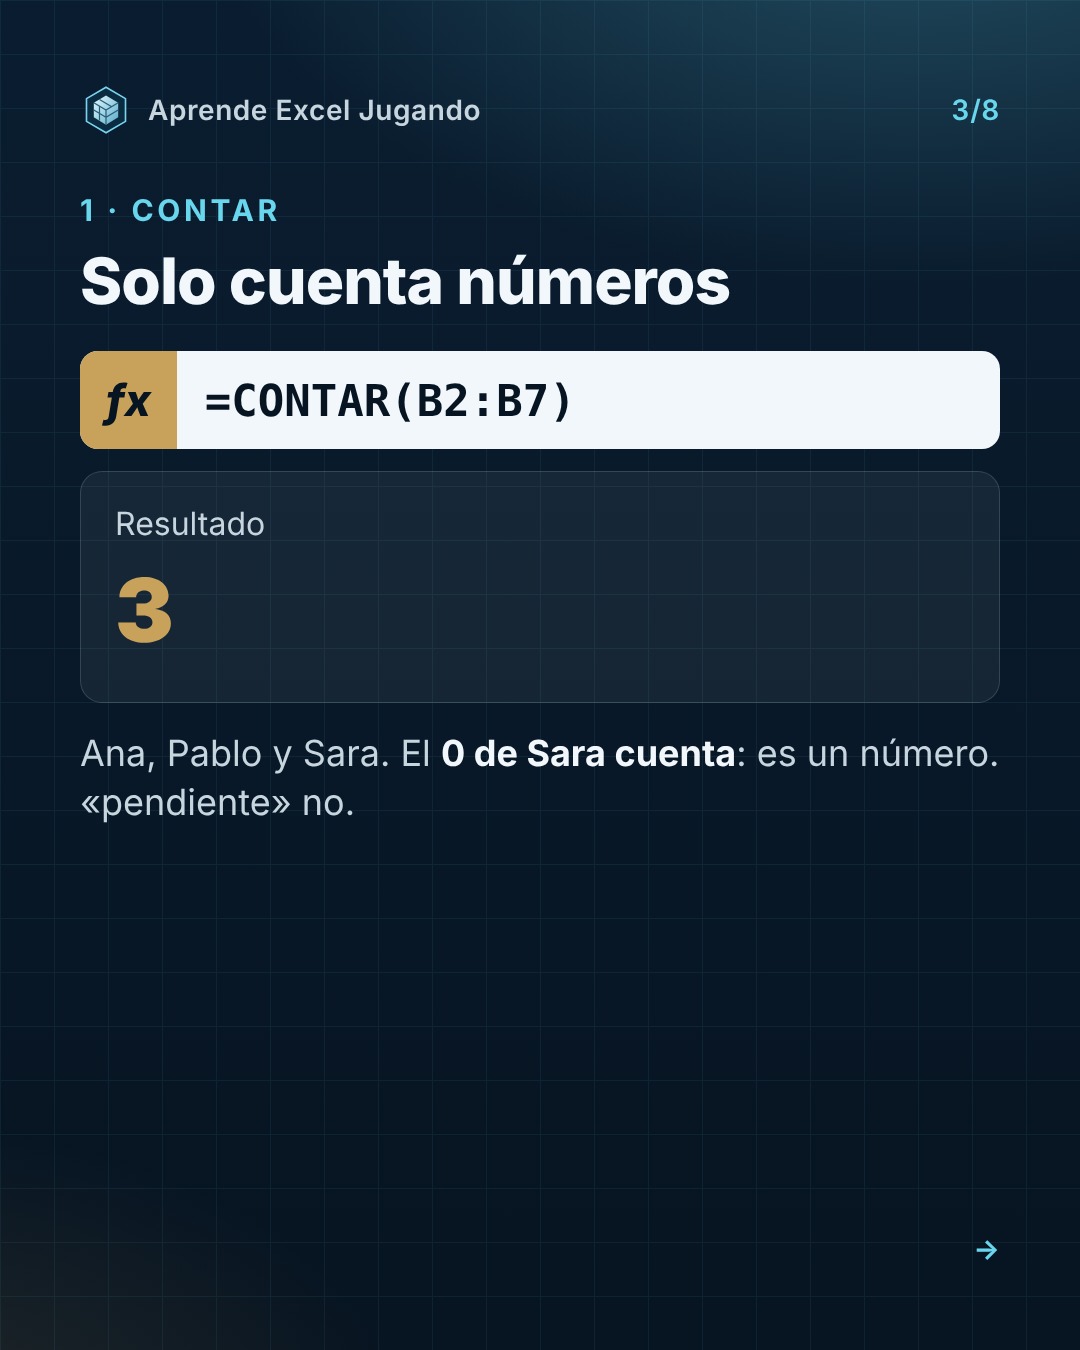 Aprende Excel Jugando
3/8
1 · CONTAR
Solo cuenta números
fx =CONTAR(B2:B7)
Resultado
3
Ana, Pablo y Sara. El 0 de Sara cuenta: es un número.
«pendiente» no.
→